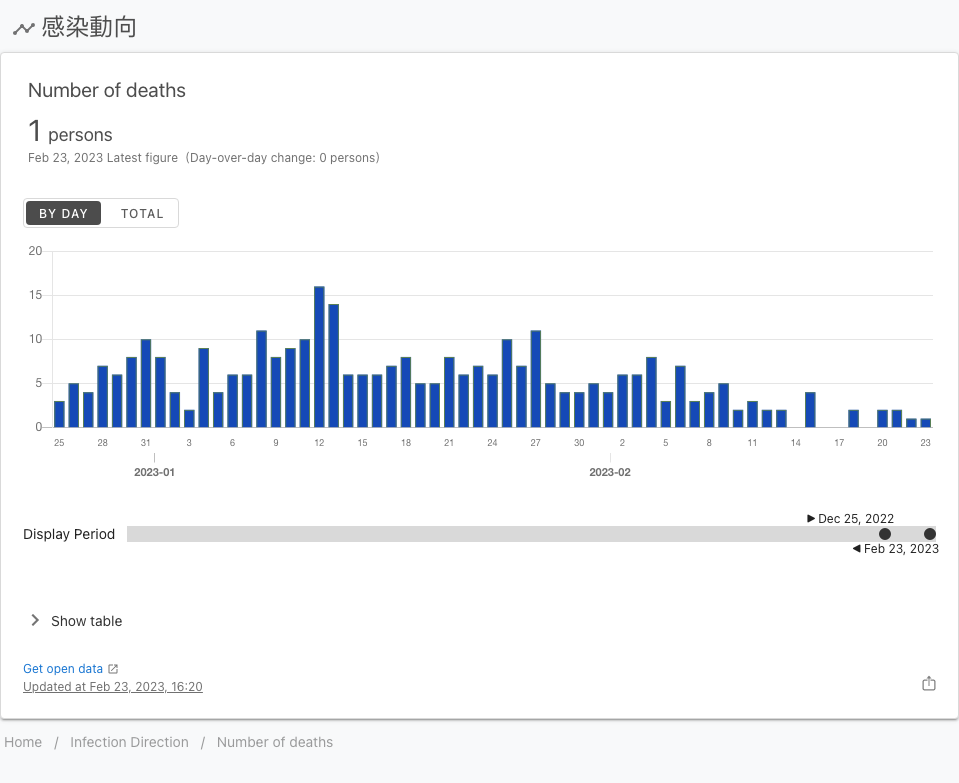 感染動向
Number of deaths
1 persons
Feb 23, 2023 Latest figure (Day-over-day change: 0 persons)
BY DAY TOTAL
20
15
10
5
0
25 28 31 3 6 9 12 15 18 21 24 27 30 2 5 8 11 14 17 20 23
2023-01 2023-02
▶ Dec 25, 2022
Display Period
◀ Feb 23, 2023
Show table
Get open data
Updated at Feb 23, 2023, 16:20
Home / Infection Direction / Number of deaths